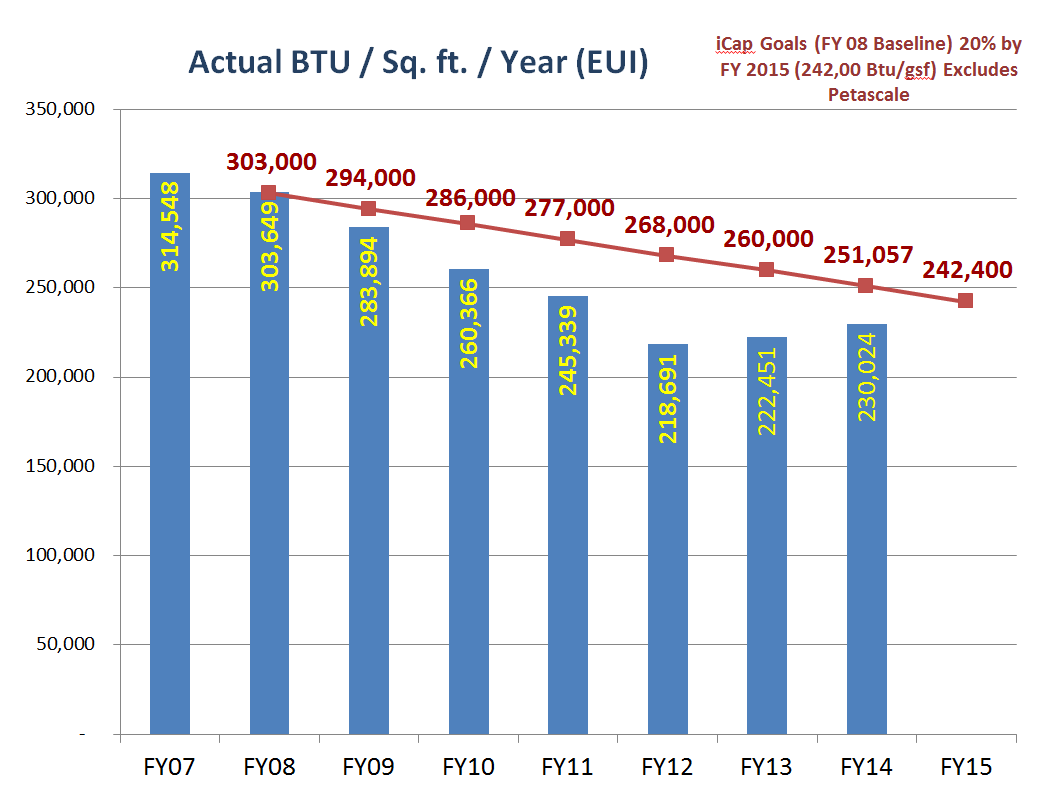 Actual BTU / Sq. ft. / Year (EUI)
iCap Goals (FY 08 Baseline) 20% by
FY 2015 (242,00 Btu/gsf) Excludes
Petascale
350,000
300,000
250,000
200,000
150,000
100,000
50,000
-
303,000
294,000
286,000
277,000
268,000
260,000
251,057
242,400
314,548
303,649
283,894
260,366
245,339
218,691
222,451
230,024
FY07
FY08
FY09
FY10
FY11
FY12
FY13
FY14
FY15